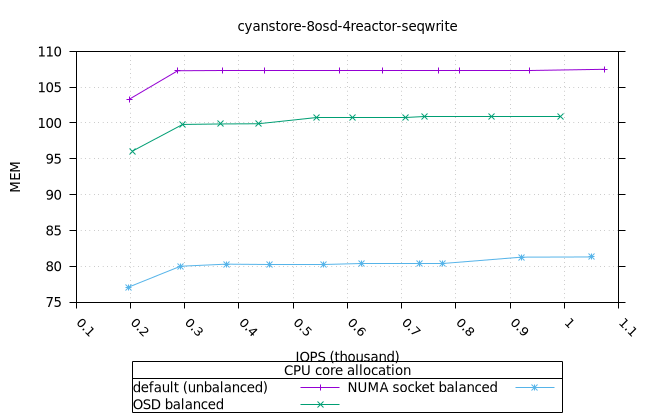 cyanstore-8osd-4reactor-seqwrite
110
105
100
95
90
85
80
75
MEM
0.1 0.2 0.3 0.4 0.5 0.6 0.7 0.8 0.9 1 1.1
IOPS (thousand)
CPU core allocation
default (unbalanced) NUMA socket balanced
OSD balanced